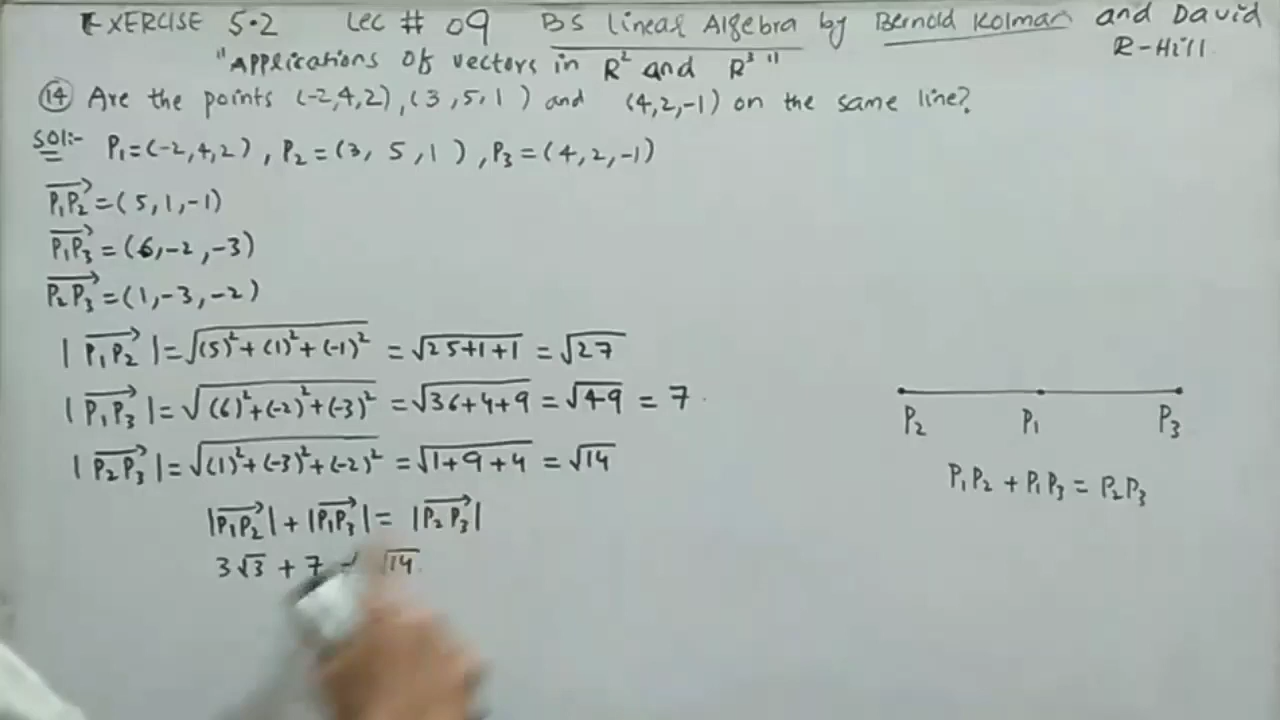 EXERCISE 5.2 Lec # 09 BS Lineal Algebra by Bernold Kolman and David
R-Hill
"Applications of vectors in R² and R³"
(14) Are the points (-2,4,2), (3,5,1) and (4,2,-1) on the same line?
Sol:- P₁=(-2,4,2), P₂=(3,5,1), P₃=(4,2,-1)
P₁P₂=(5,1,-1)
P₁P₃=(6,-2,-3)
P₂P₃=(1,-3,-2)
|P₁P₂|=√(5)²+(1)²+(-1)² = √25+1+1 = √27
|P₁P₃|=√(6)²+(-2)²+(-3)² = √36+4+9 = √49 = 7
|P₂P₃|=√(1)²+(-3)²+(-2)² = √1+9+4 = √14
|P₁P₂|+|P₁P₃|=|P₂P₃|
3√3+7 √14
P₂ P₁ P₃
P₁P₂+P₁P₃=P₂P₃